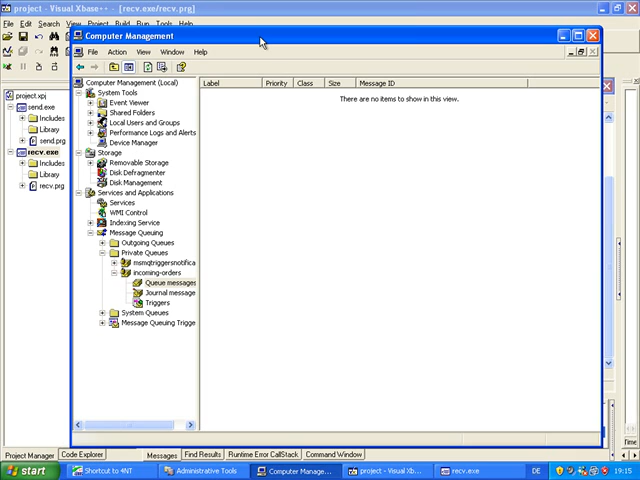 project - Visual Xbase++ - [recv.exe/recv.prg]
File Edit Search View Project Build Bug Run Tools Window Help
Computer Management
File Action View Window Help
project.xpj
send.exe
Includes
Library
send.prg
recv.exe
Includes
Library
recv.prg
Computer Management (Local)
System Tools
Event Viewer
Shared Folders
Local Users and Groups
Performance Logs and Alerts
Device Manager
Storage
Removable Storage
Disk Defragmenter
Disk Management
Services and Applications
Services
WMI Control
Indexing Service
Message Queuing
Outgoing Queues
Private Queues
msmqtriggersnotifica
incoming-orders
Queue messages
Journal message
Triggers
System Queues
Message Queuing Trigge
Label Priority Class Size Message ID
There are no items to show in this view.
Time
Project Manager Code Explorer Messages Find Results Runtime Error CallStack Command Window
start Shortcut to 4NT Administrative Tools Computer Manage... project - Visual Xb... recv.exe DE 19:15